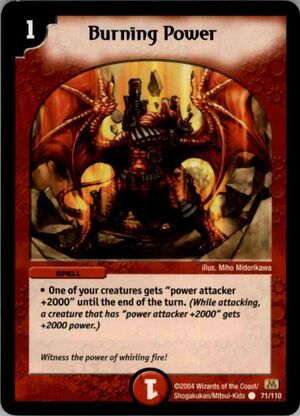 1
Burning Power
illus. Miho Midorikawa
SPELL
▪ One of your creatures gets “power attacker
+2000” until the end of the turn. (While attacking,
a creature that has “power attacker +2000” gets
+2000 power.)
Witness the power of whirling fire!
1
©2004 Wizards of the Coast/
Shogakukan/Mitsui-Kids ● 71/110